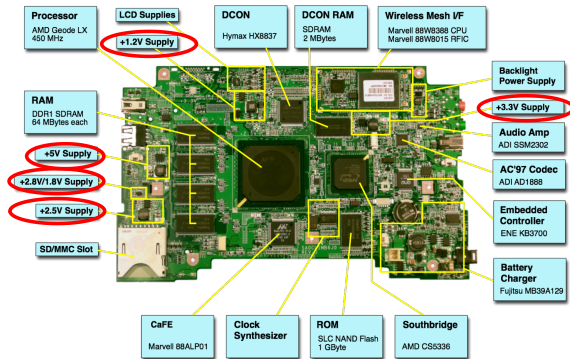 Processor
AMD Geode LX
450 MHz
LCD Supplies
+1.2V Supply
DCON
Hymax HX8837
DCON RAM
SDRAM
2 MBytes
Wireless Mesh I/F
Marvell 88W8388 CPU
Marvell 88W8015 RFIC
Backlight
Power Supply
+3.3V Supply
RAM
DDR1 SDRAM
64 MBytes each
Audio Amp
ADI SSM2302
+5V Supply
AC'97 Codec
ADI AD1888
+2.8V/1.8V Supply
+2.5V Supply
Embedded
Controller
ENE KB3700
SD/MMC Slot
Battery
Charger
Fujitsu MB39A129
CaFE
Marvell 88ALP01
Clock
Synthesizer
ROM
SLC NAND Flash
1 GByte
Southbridge
AMD CS5336